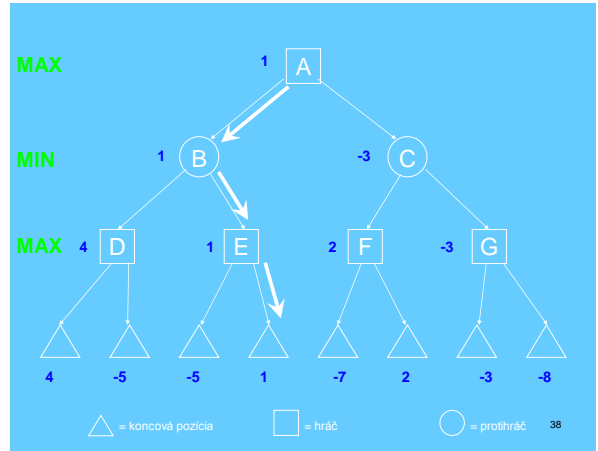 MAX 1 A
MIN 1 B -3 C
MAX 4 D 1 E 2 F -3 G
4 -5 -5 1 -7 2 -3 -8
= koncová pozícia = hráč = protihráč 38